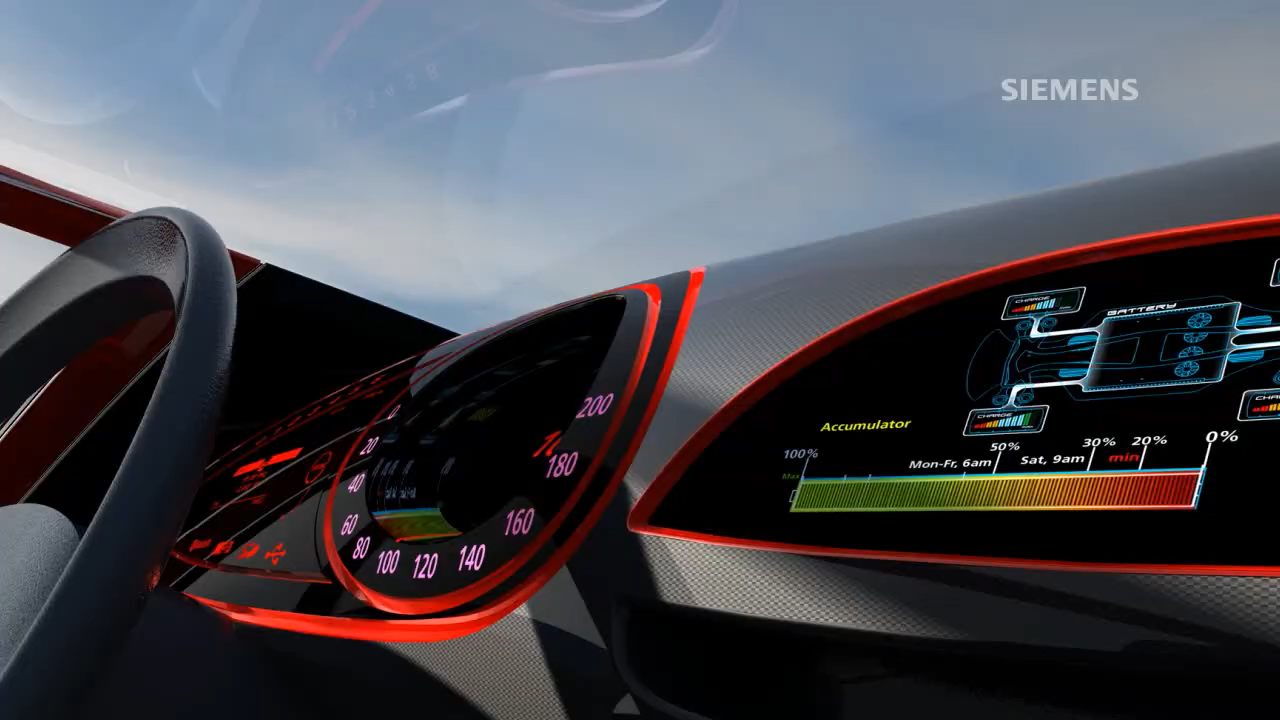 SIEMENS
CHARGE
BATTERY
CHARGE
Accumulator
100%
50%
30%
20%
0%
Mon-Fr, 6am
Sat, 9am
min
Max
0
20
40
60
80
100
120
140
160
180
200